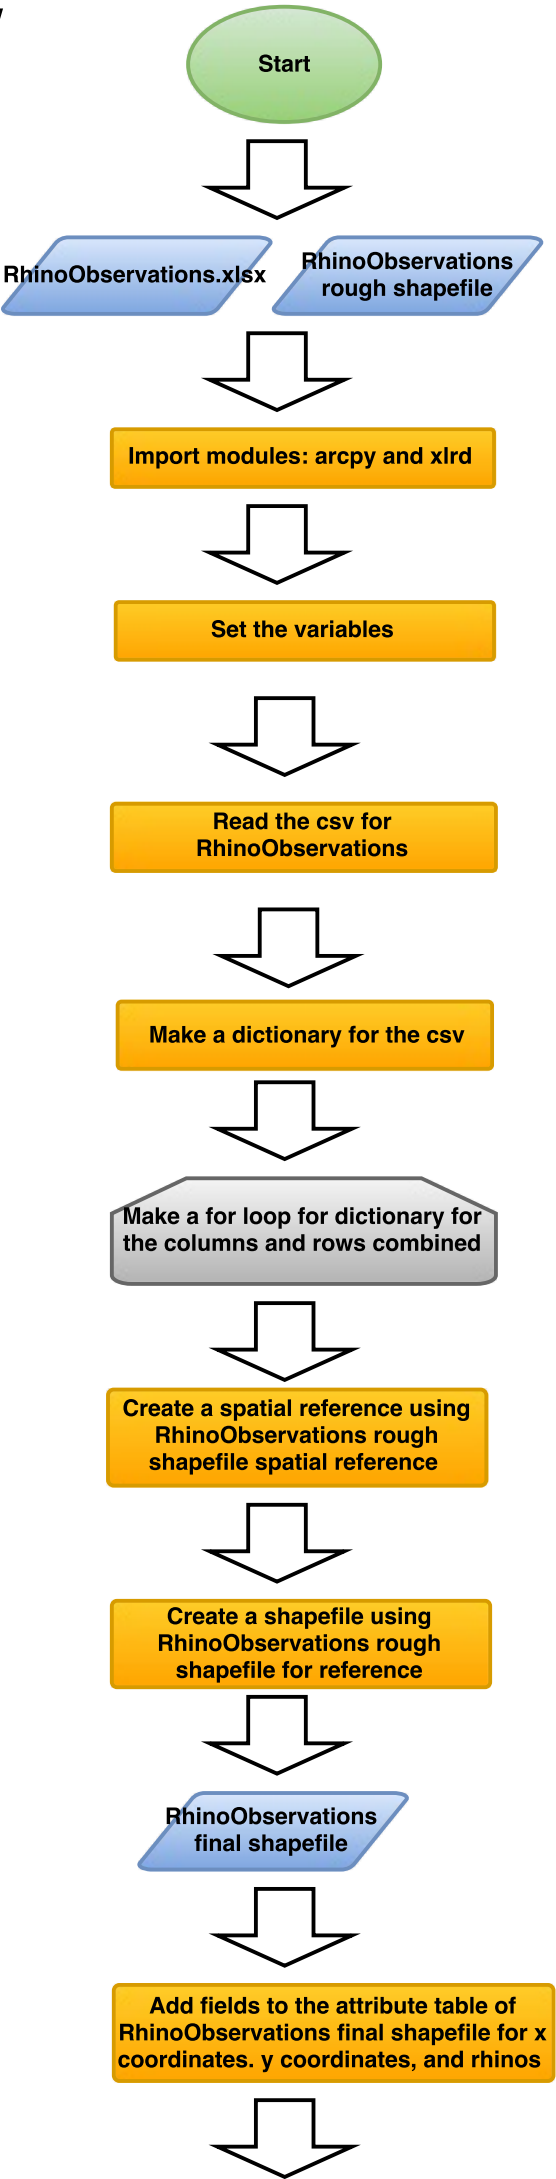 Start
RhinoObservations.xlsx
RhinoObservations
rough shapefile
Import modules: arcpy and xlrd
Set the variables
Read the csv for
RhinoObservations
Make a dictionary for the csv
Make a for loop for dictionary for
the columns and rows combined
Create a spatial reference using
RhinoObservations rough
shapefile spatial reference
Create a shapefile using
RhinoObservations rough
shapefile for reference
RhinoObservations
final shapefile
Add fields to the attribute table of
RhinoObservations final shapefile for x
coordinates. y coordinates, and rhinos